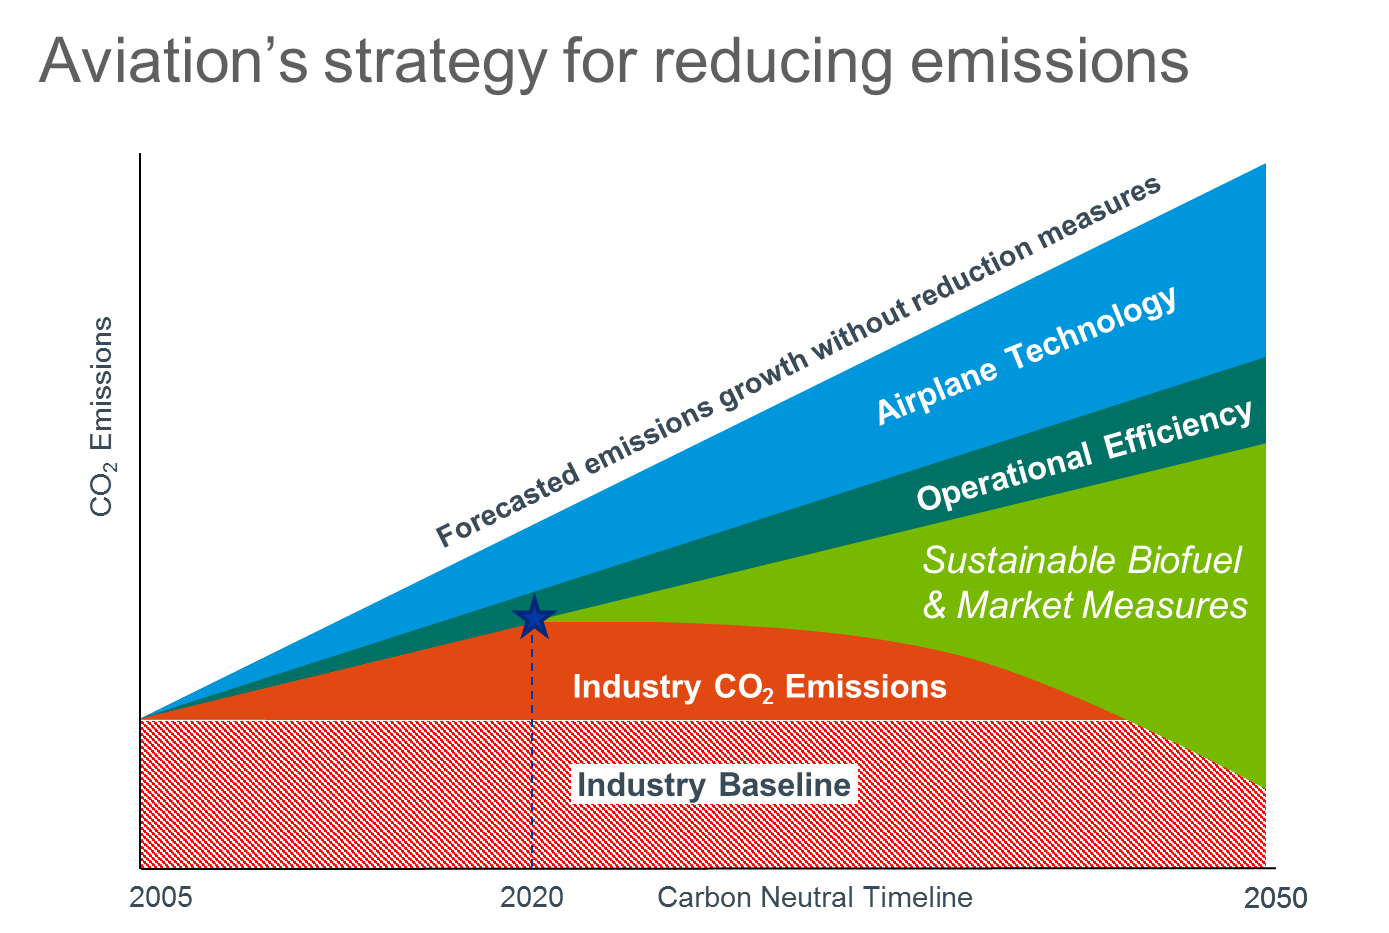 Aviation’s strategy for reducing emissions
CO₂ Emissions
Forecasted emissions growth without reduction measures
Airplane Technology
Operational Efficiency
Sustainable Biofuel
& Market Measures
Industry CO₂ Emissions
Industry Baseline
2005
2020
Carbon Neutral Timeline
2050